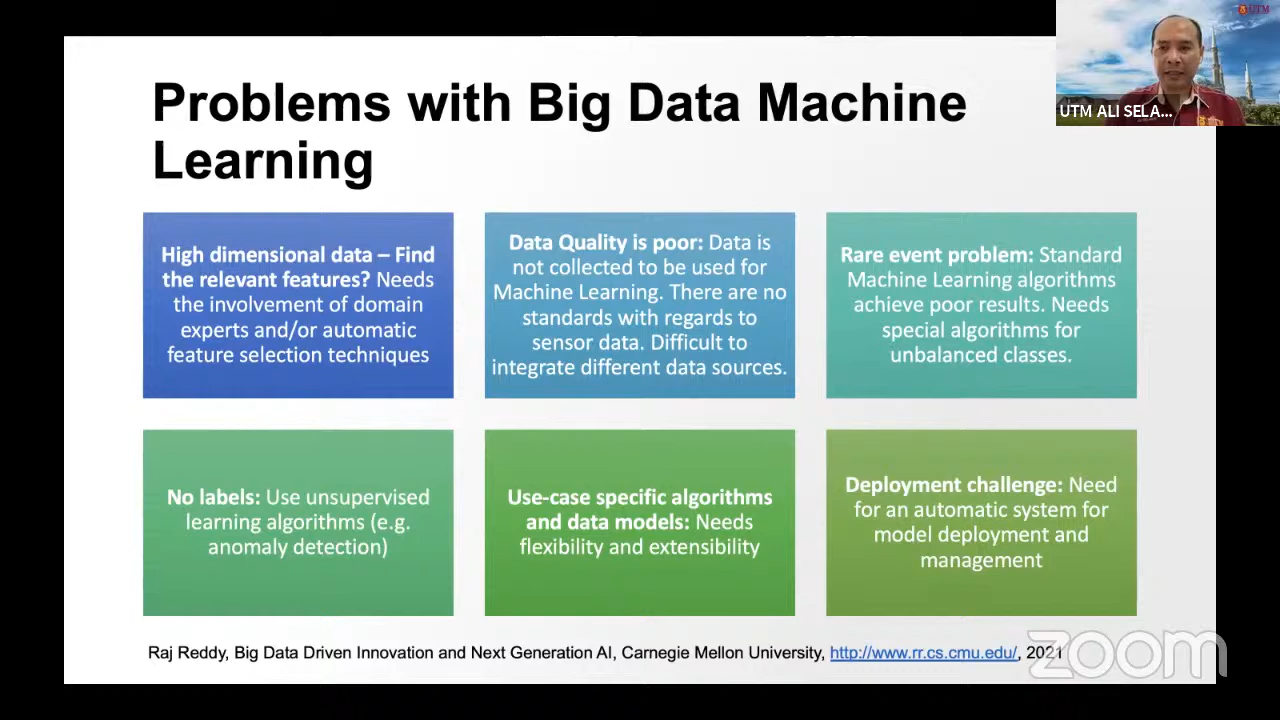 UTM
UTM ALI SELA...
Problems with Big Data Machine
Learning
High dimensional data – Find
the relevant features? Needs
the involvement of domain
experts and/or automatic
feature selection techniques
Data Quality is poor: Data is
not collected to be used for
Machine Learning. There are no
standards with regards to
sensor data. Difficult to
integrate different data sources.
Rare event problem: Standard
Machine Learning algorithms
achieve poor results. Needs
special algorithms for
unbalanced classes.
No labels: Use unsupervised
learning algorithms (e.g.
anomaly detection)
Use-case specific algorithms
and data models: Needs
flexibility and extensibility
Deployment challenge: Need
for an automatic system for
model deployment and
management
Raj Reddy, Big Data Driven Innovation and Next Generation AI, Carnegie Mellon University, http://www.rr.cs.cmu.edu/, 2021
zoom